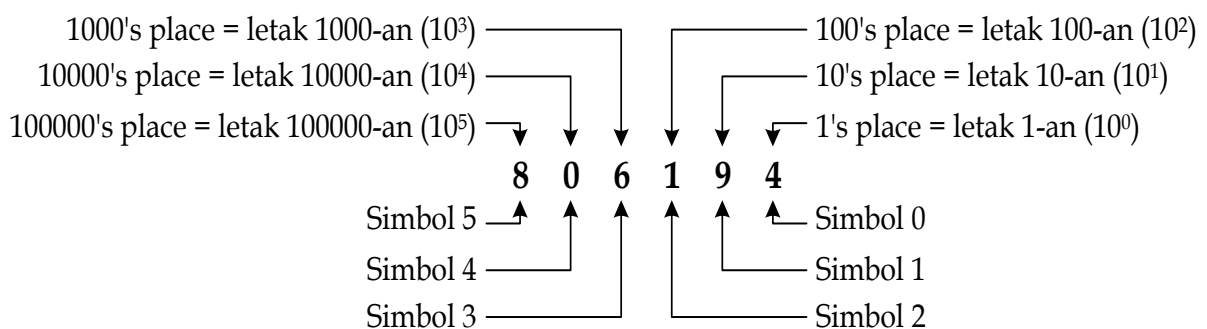 1000's place = letak 1000-an (10³)
100's place = letak 100-an (10²)
10000's place = letak 10000-an (10⁴)
10's place = letak 10-an (10¹)
100000's place = letak 100000-an (10⁵)
1's place = letak 1-an (10⁰)
8 0 6 1 9 4
Simbol 5
Simbol 0
Simbol 4
Simbol 1
Simbol 3
Simbol 2